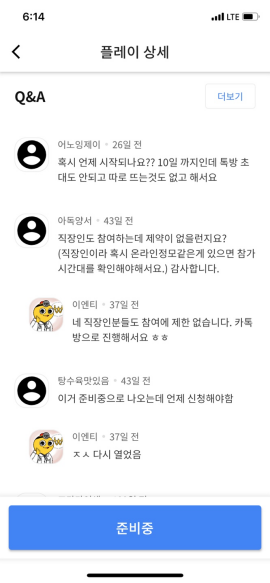 6:14
LTE
플레이 상세
Q&A
더보기
어노잉제이 • 26일 전
혹시 언제 시작되나요?? 10일 까지인데 톡방 초
대도 안되고 따로 뜨는것도 없고 해서요
아독양서 • 43일 전
직장인도 참여하는데 제약이 없을런지요?
(직장인이라 혹시 온라인정모같은게 있으면 참가
시간대를 확인해야해서요.) 감사합니다.
이엔티 • 37일 전
네 직장인분들도 참여에 제한 없습니다. 카톡
방으로 진행해서요 ㅎㅎ
탕수육맛있음 • 43일 전
이거 준비중으로 나오는데 언제 신청해야함
이엔티 • 37일 전
ㅈㅅ 다시 열었음
준비중